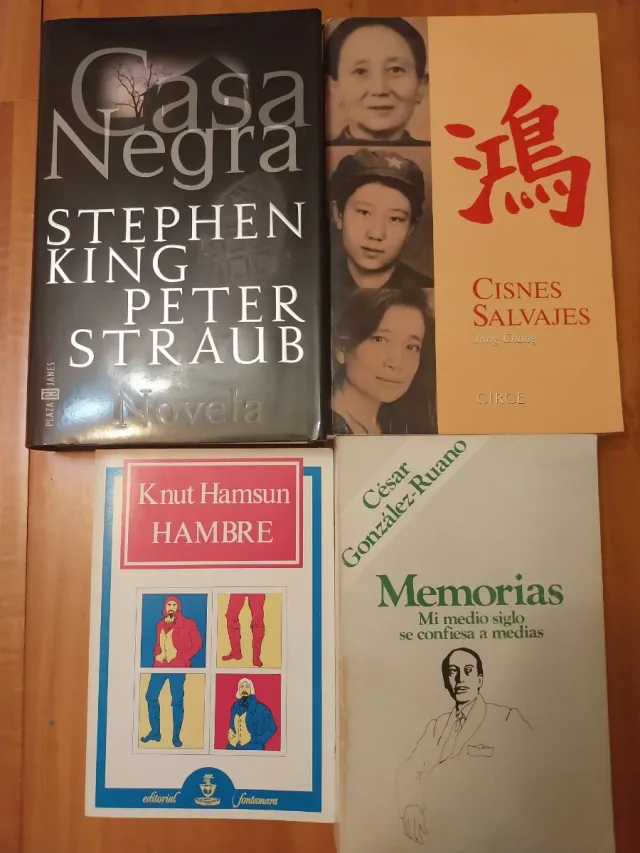 Casa
Negra
STEPHEN
KING
PETER
STRAUB
Novela
PLAZA JANES
鴻
CISNES
SALVAJES
Jung Chang
CIRCE
Knut Hamsun
HAMBRE
editorial fontamara
César
González-Ruano
Memorias
Mi medio siglo
se confiesa a medias